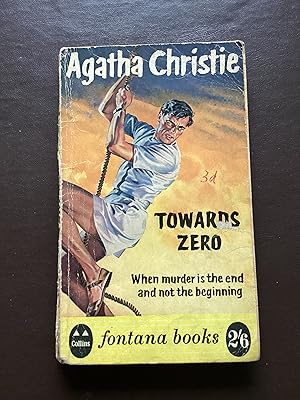 Agatha Christie
3d
TOWARDS
ZERO
When murder is the end
and not the beginning
Collins
fontana books
2/6